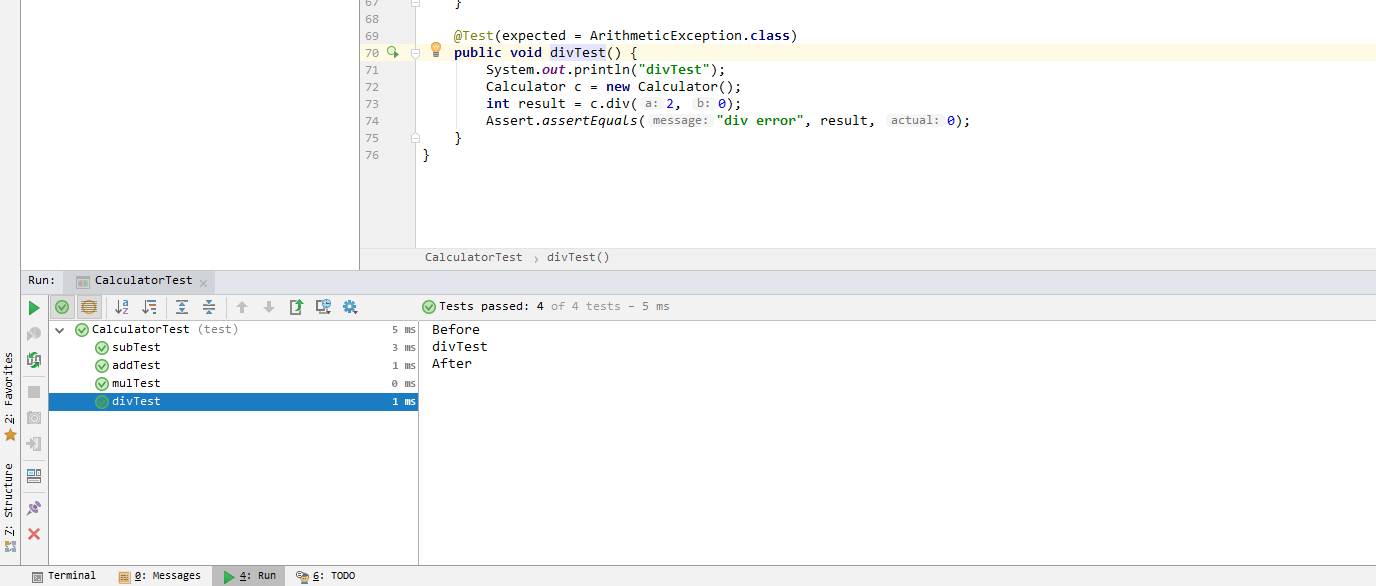 67 }
68
69 @Test(expected = ArithmeticException.class)
70 public void divTest() {
71 System.out.println("divTest");
72 Calculator c = new Calculator();
73 int result = c.div( a: 2, b: 0);
74 Assert.assertEquals( message: "div error", result, actual: 0);
75 }
76 }
CalculatorTest › divTest()
Run: CalculatorTest
Tests passed: 4 of 4 tests – 5 ms
CalculatorTest (test) 5 ms
subTest 3 ms
addTest 1 ms
mulTest 0 ms
divTest 1 ms
Before
divTest
After
2: Favorites
Z: Structure
Terminal 0: Messages 4: Run 6: TODO